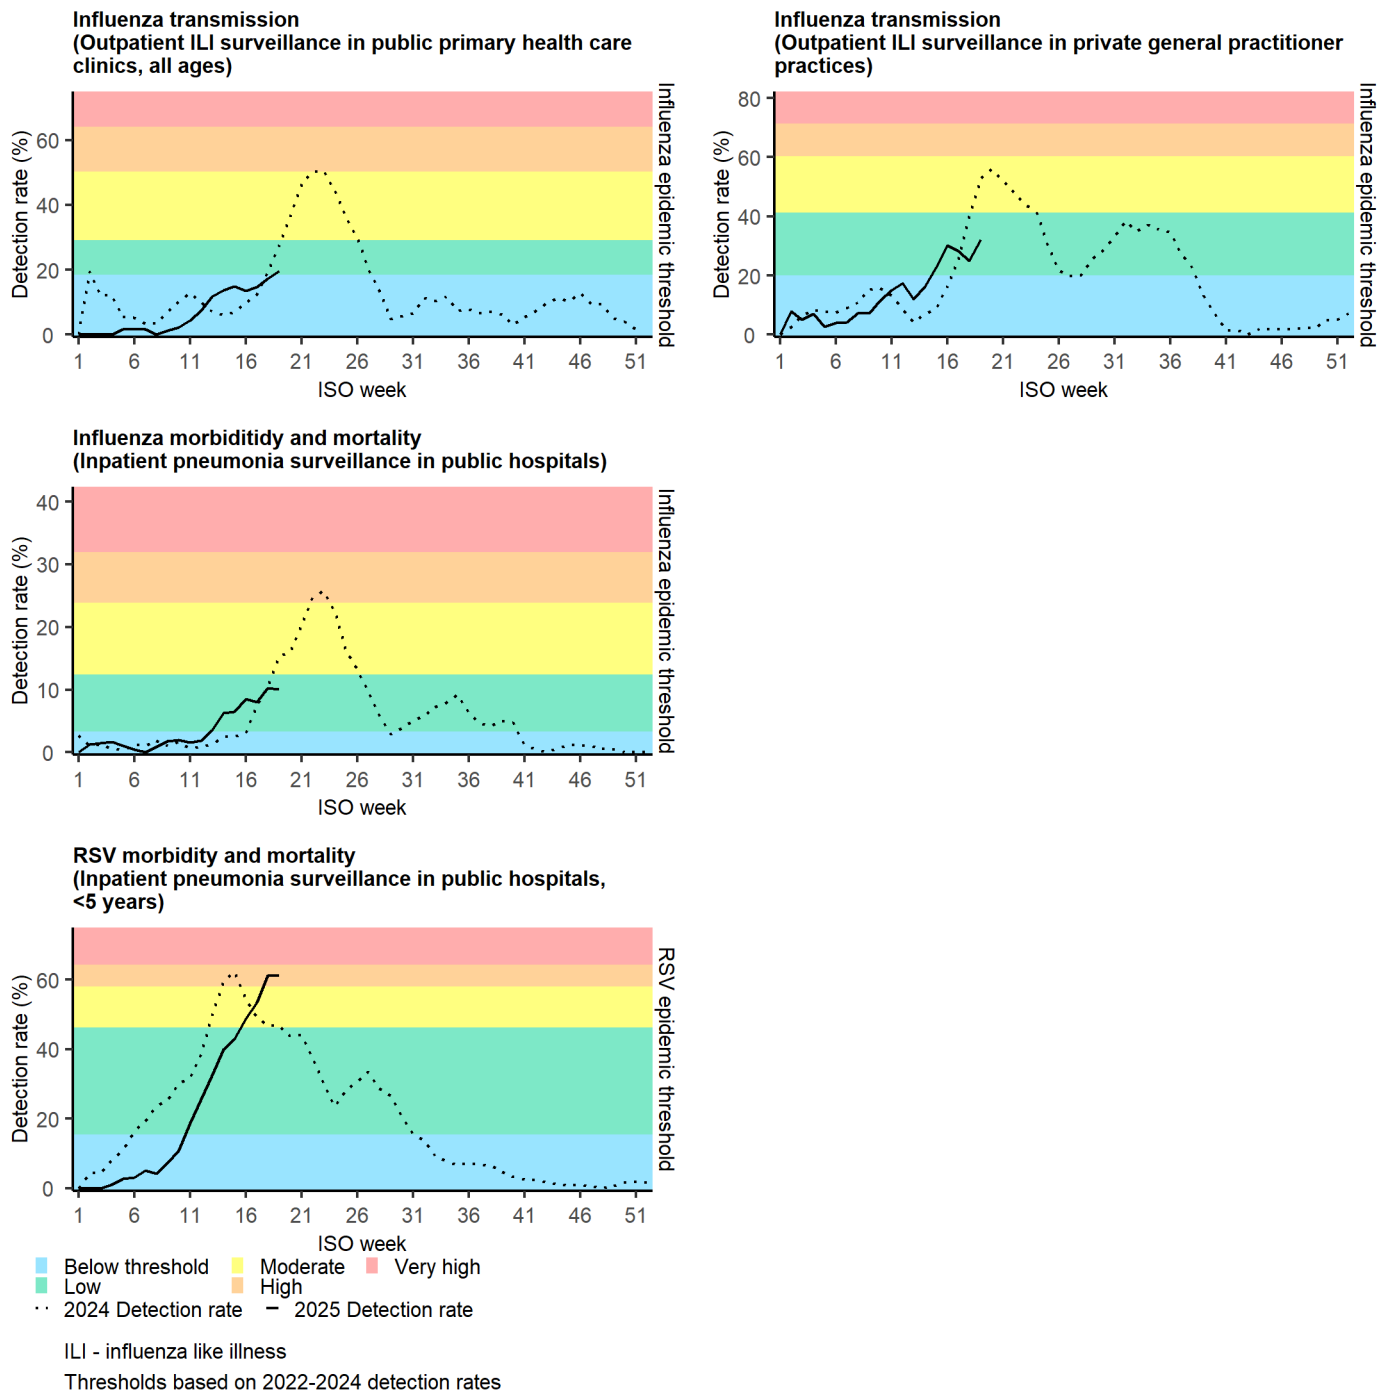 Influenza transmission
(Outpatient ILI surveillance in public primary health care
clinics, all ages)
Detection rate (%)
60
40
20
0
1 6 11 16 21 26 31 36 41 46 51
ISO week
Influenza epidemic threshold
Influenza transmission
(Outpatient ILI surveillance in private general practitioner
practices)
Detection rate (%)
80
60
40
20
0
1 6 11 16 21 26 31 36 41 46 51
ISO week
Influenza epidemic threshold
Influenza morbiditidy and mortality
(Inpatient pneumonia surveillance in public hospitals)
Detection rate (%)
40
30
20
10
0
1 6 11 16 21 26 31 36 41 46 51
ISO week
Influenza epidemic threshold
RSV morbidity and mortality
(Inpatient pneumonia surveillance in public hospitals,
<5 years)
Detection rate (%)
60
40
20
0
1 6 11 16 21 26 31 36 41 46 51
ISO week
RSV epidemic threshold
Below threshold Moderate Very high
Low High
2024 Detection rate 2025 Detection rate
ILI - influenza like illness
Thresholds based on 2022-2024 detection rates